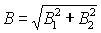 B = √(B₁² + B₂²)